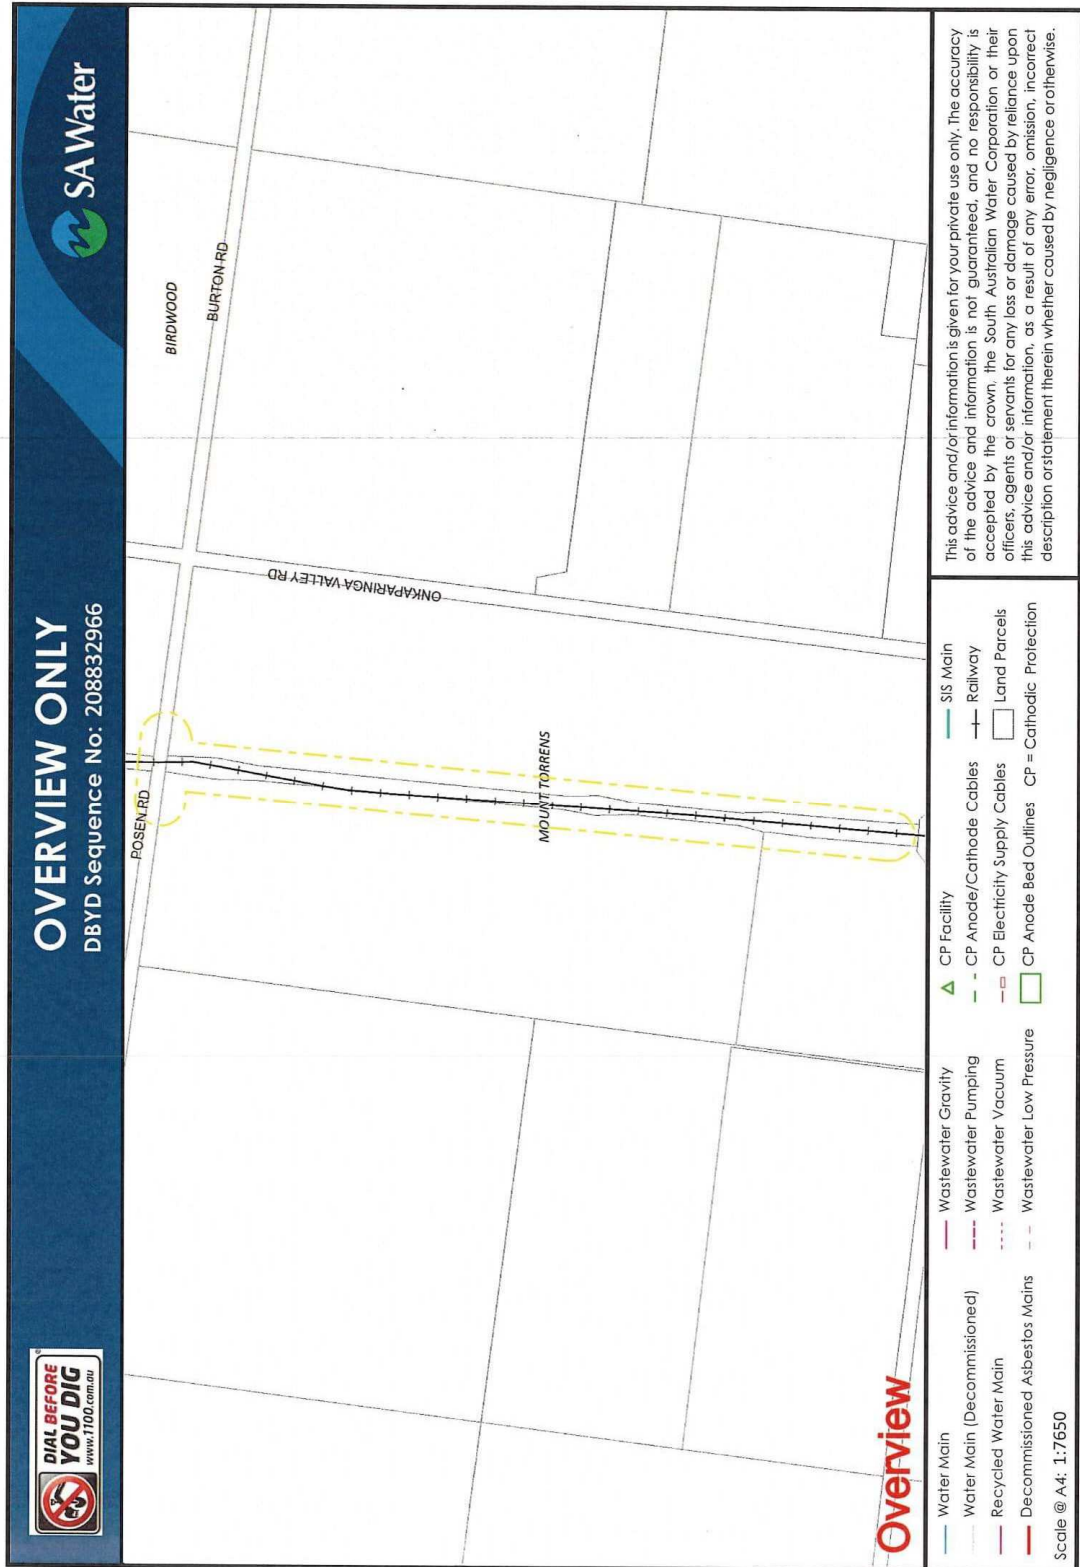 DIAL BEFORE
YOU DIG
www.1100.com.au
OVERVIEW ONLY
DBYD Sequence No: 208832966
SA Water
POSEN RD
BIRDWOOD
BURTON RD
ONKAPARINGA VALLEY RD
MOUNT TORRENS
Overview
Water Main
Water Main (Decommissioned)
Recycled Water Main
Decommissioned Asbestos Mains
Wastewater Gravity
Wastewater Pumping
Wastewater Vacuum
Wastewater Low Pressure
CP Facility
CP Anode/Cathode Cables
CP Electricity Supply Cables
CP Anode Bed Outlines
SIS Main
Railway
Land Parcels
CP = Cathodic Protection
Scale @ A4: 1:7650
This advice and/or information is given for your private use only. The accuracy
of the advice and information is not guaranteed, and no responsibility is
accepted by the crown, the South Australian Water Corporation or their
officers, agents or servants for any loss or damage caused by reliance upon
this advice and/or information, as a result of any error, omission, incorrect
description or statement therein whether caused by negligence or otherwise.